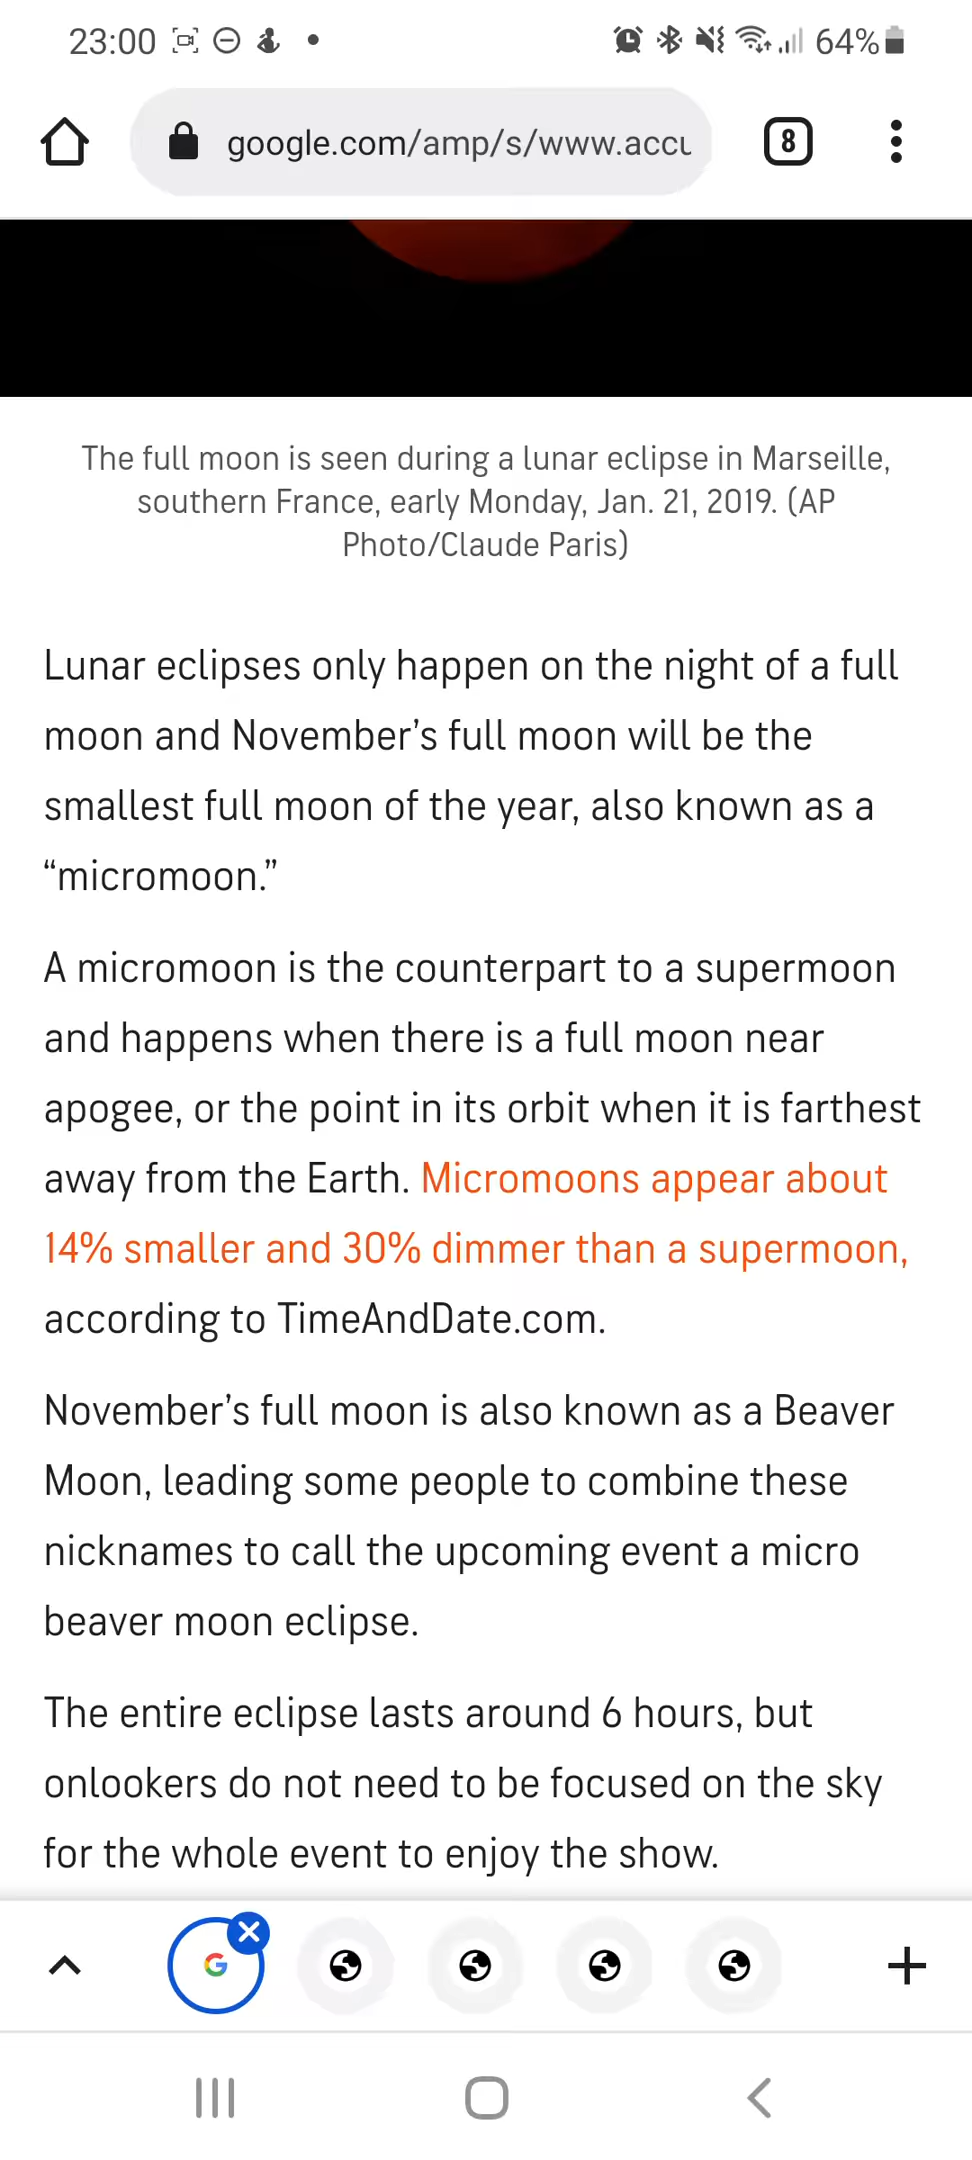 23:00
64%
google.com/amp/s/www.accu
8
The full moon is seen during a lunar eclipse in Marseille,
southern France, early Monday, Jan. 21, 2019. (AP
Photo/Claude Paris)
Lunar eclipses only happen on the night of a full
moon and November’s full moon will be the
smallest full moon of the year, also known as a
“micromoon.”
A micromoon is the counterpart to a supermoon
and happens when there is a full moon near
apogee, or the point in its orbit when it is farthest
away from the Earth. Micromoons appear about
14% smaller and 30% dimmer than a supermoon,
according to TimeAndDate.com.
November’s full moon is also known as a Beaver
Moon, leading some people to combine these
nicknames to call the upcoming event a micro
beaver moon eclipse.
The entire eclipse lasts around 6 hours, but
onlookers do not need to be focused on the sky
for the whole event to enjoy the show.
G